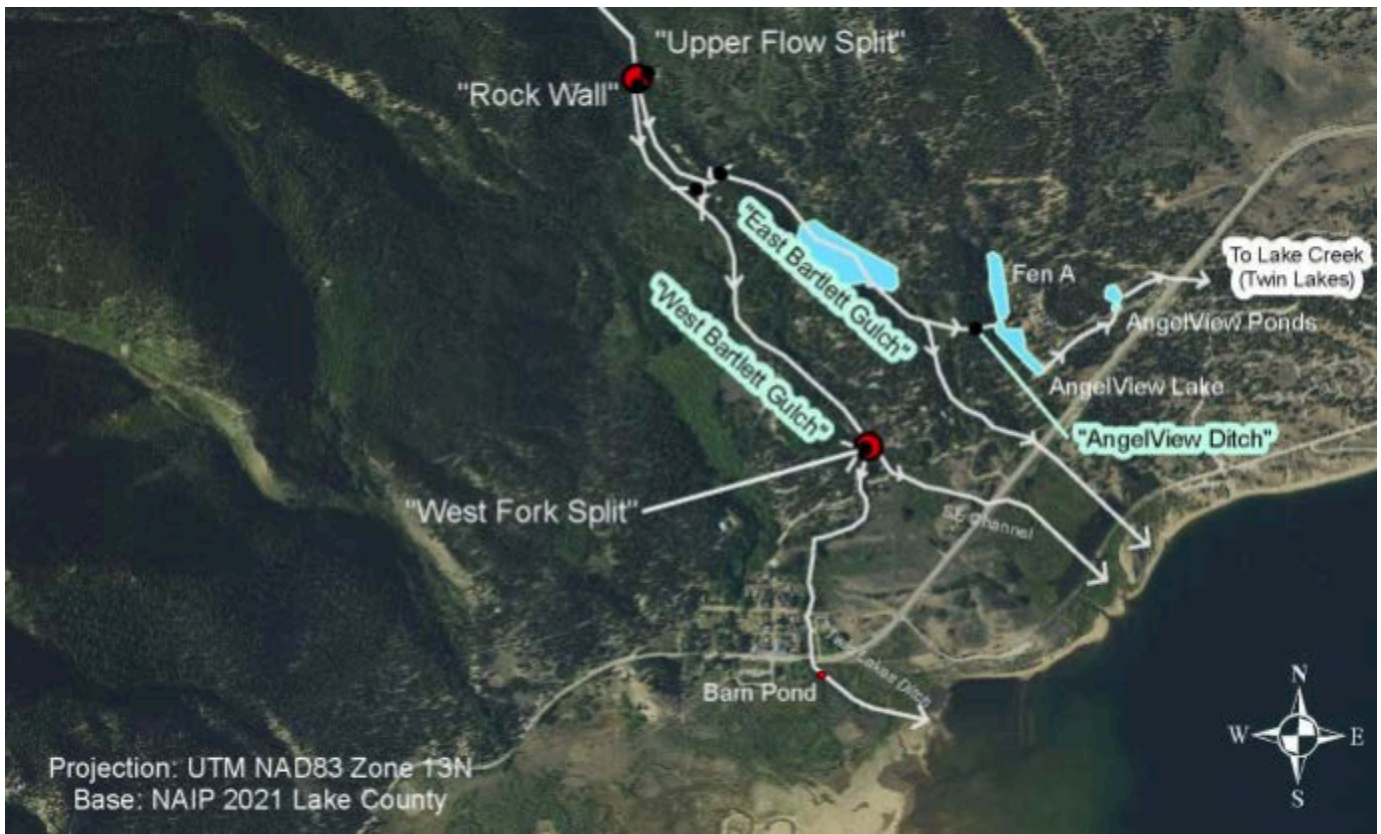 "Upper Flow Split"
"Rock Wall"
"East Bartlett Gulch"
"West Bartlett Gulch"
Fen A
To Lake Creek
(Twin Lakes)
AngelView Ponds
AngelView Lake
"AngelView Ditch"
"West Fork Split"
SE Channel
Lakes Ditch
Barn Pond
N
W
E
S
Projection: UTM NAD83 Zone 13N
Base: NAIP 2021 Lake County